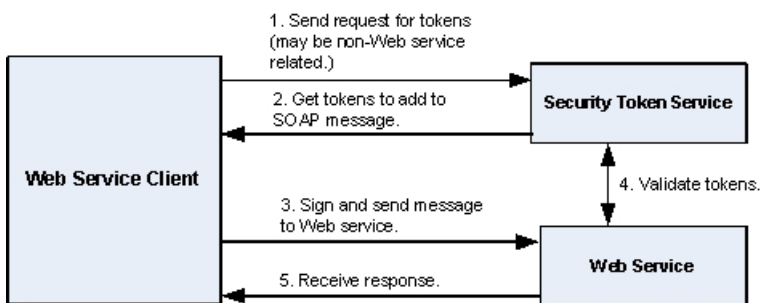 1. Send request for tokens
(may be non-Web service
related.)
2. Get tokens to add to
SOAP message.
Security Token Service
Web Service Client
4. Validate tokens.
3. Sign and send message
to Web service.
Web Service
5. Receive response.